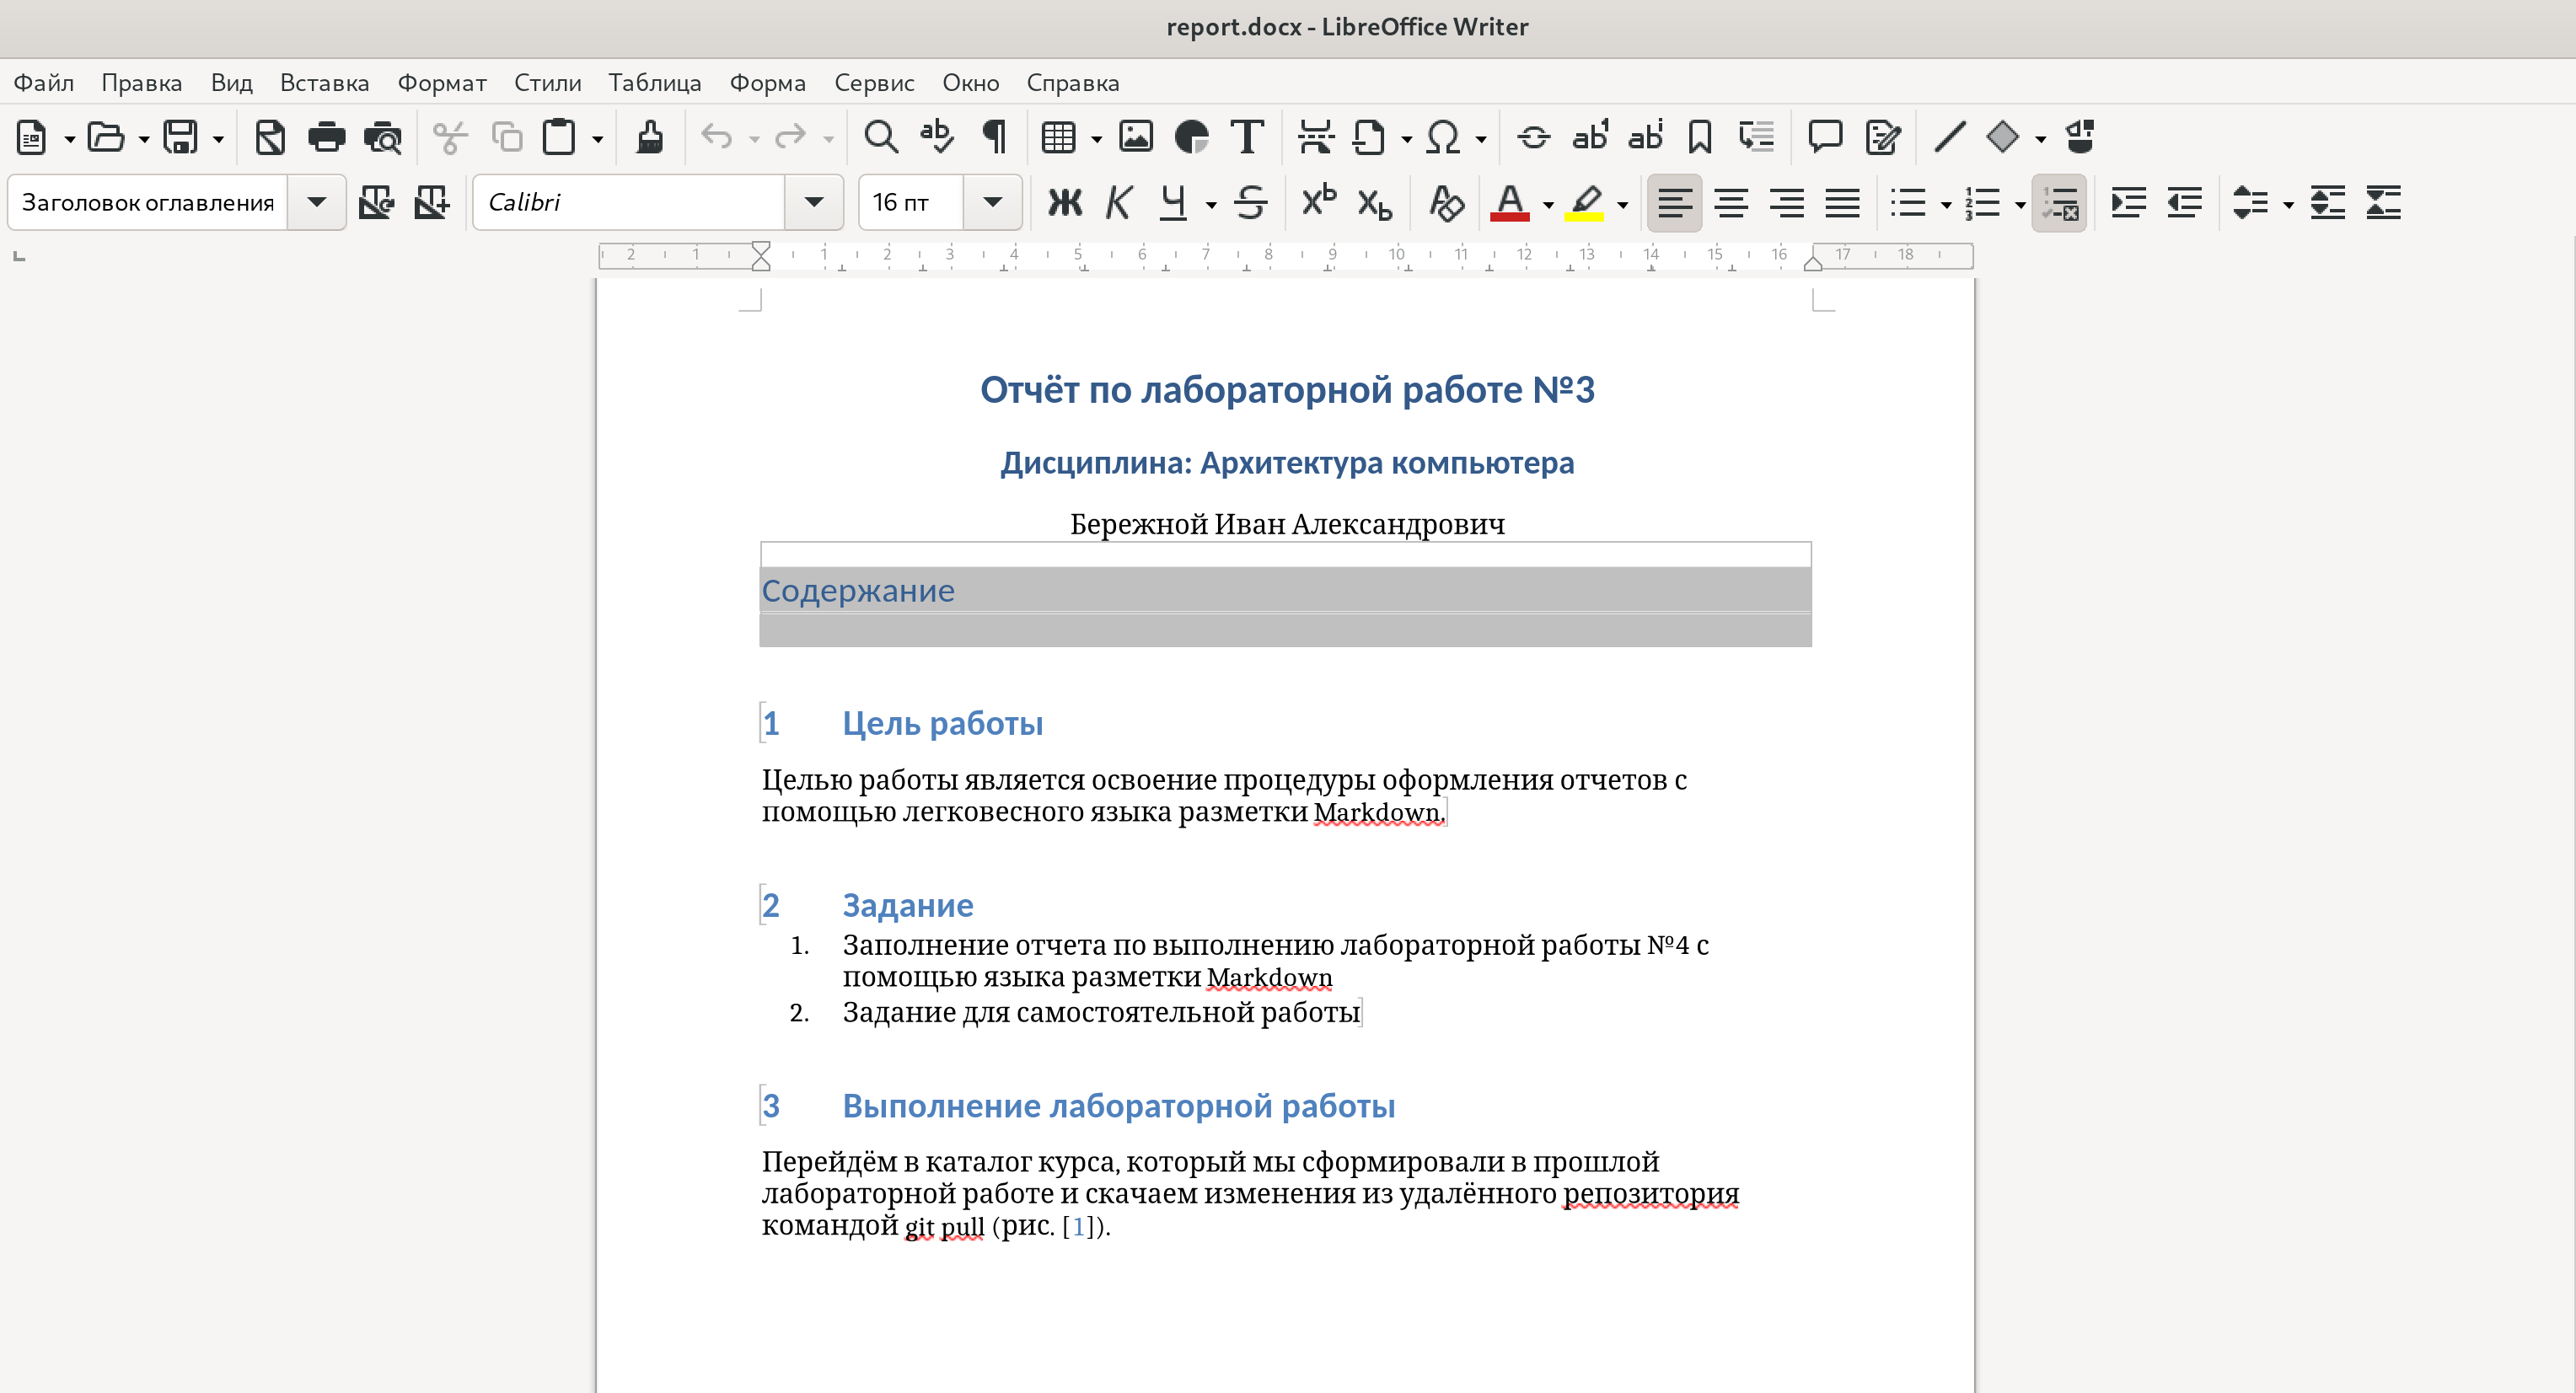 report.docx - LibreOffice Writer
Файл Правка Вид Вставка Формат Стили Таблица Форма Сервис Окно Справка
Заголовок оглавления Calibri 16 пт
2 1 1 2 3 4 5 6 7 8 9 10 11 12 13 14 15 16 17 18
Отчёт по лабораторной работе №3
Дисциплина: Архитектура компьютера
Бережной Иван Александрович
Содержание
1 Цель работы
Целью работы является освоение процедуры оформления отчетов с
помощью легковесного языка разметки Markdown.
2 Задание
1. Заполнение отчета по выполнению лабораторной работы №4 с
помощью языка разметки Markdown
2. Задание для самостоятельной работы
3 Выполнение лабораторной работы
Перейдём в каталог курса, который мы сформировали в прошлой
лабораторной работе и скачаем изменения из удалённого репозитория
командой git pull (рис. [1]).